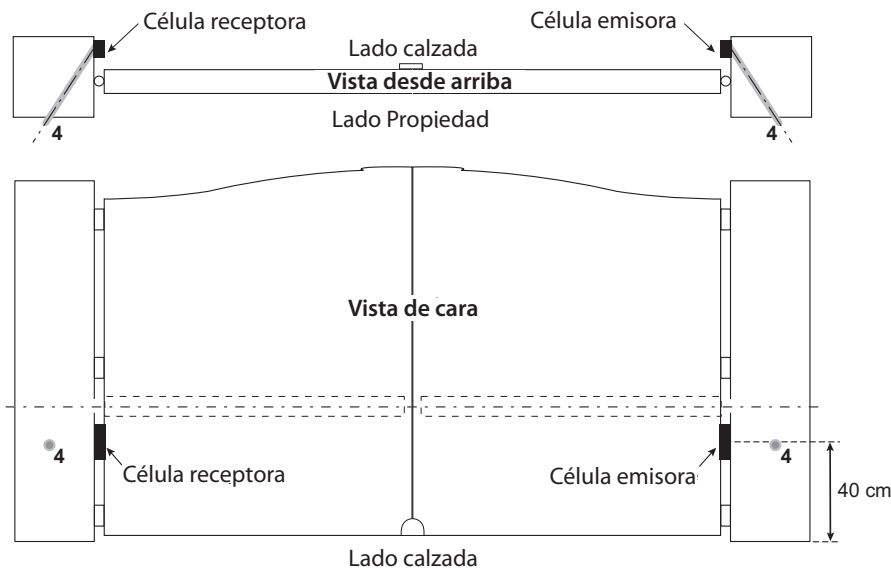 Célula receptora
Célula emisora
Lado calzada
Vista desde arriba
Lado Propiedad
4
4
Vista de cara
4
4
Célula receptora
Célula emisora
40 cm
Lado calzada